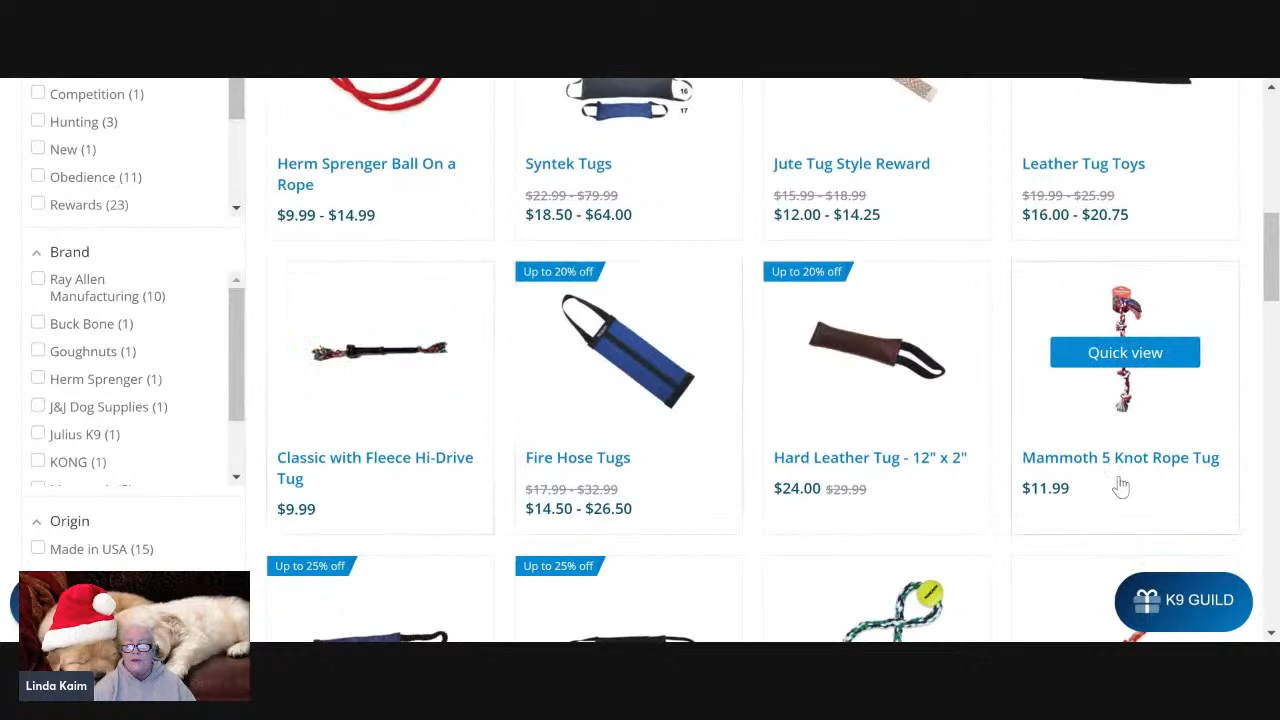 Competition (1)
Hunting (3)
New (1)
Obedience (11)
Rewards (23)
Brand
Ray Allen
Manufacturing (10)
Buck Bone (1)
Goughnuts (1)
Herm Sprenger (1)
J&J Dog Supplies (1)
Julius K9 (1)
KONG (1)
Origin
Made in USA (15)
16
17
Herm Sprenger Ball On a
Rope
$9.99 - $14.99
Syntek Tugs
$22.99 - $79.99
$18.50 - $64.00
Jute Tug Style Reward
$15.99 - $18.99
$12.00 - $14.25
Leather Tug Toys
$19.99 - $25.99
$16.00 - $20.75
Classic with Fleece Hi-Drive
Tug
$9.99
Up to 20% off
Fire Hose Tugs
$17.99 - $32.99
$14.50 - $26.50
Up to 20% off
Hard Leather Tug - 12" x 2"
$24.00 $29.99
Quick view
Mammoth 5 Knot Rope Tug
$11.99
Up to 25% off
Up to 25% off
K9 GUILD
Linda Kaim